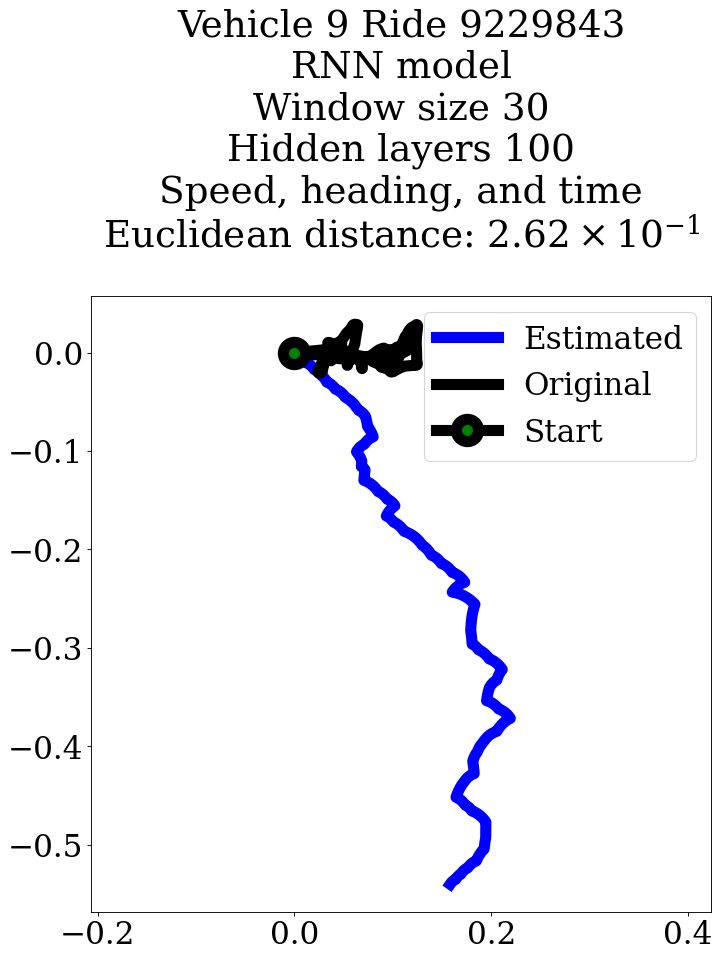 Vehicle 9 Ride 9229843
RNN model
Window size 30
Hidden layers 100
Speed, heading, and time
Euclidean distance: 2.62 × 10⁻¹
Estimated
Original
Start
0.0
−0.1
−0.2
−0.3
−0.4
−0.5
−0.2 0.0 0.2 0.4